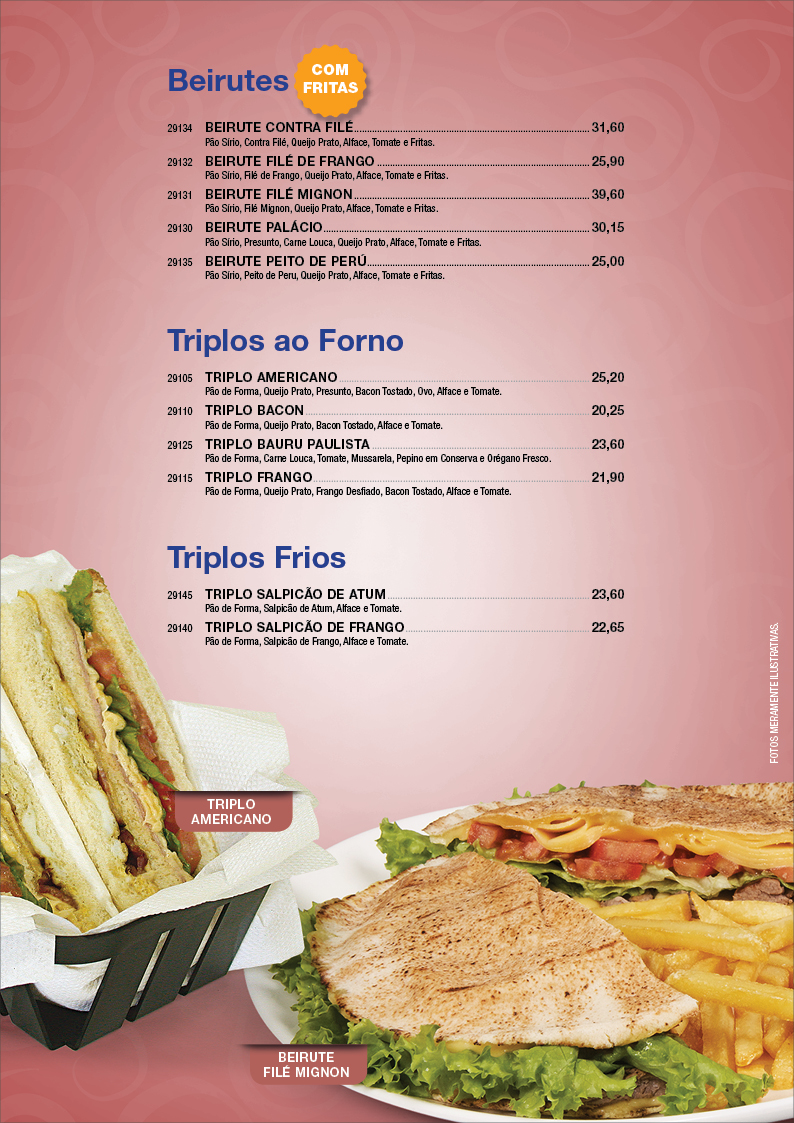 Beirutes
COM
FRITAS
29134 BEIRUTE CONTRA FILÉ 31,60
Pão Sírio, Contra Filé, Queijo Prato, Alface, Tomate e Fritas.
29132 BEIRUTE FILÉ DE FRANGO 25,90
Pão Sírio, Filé de Frango, Queijo Prato, Alface, Tomate e Fritas.
29131 BEIRUTE FILÉ MIGNON 39,60
Pão Sírio, Filé Mignon, Queijo Prato, Alface, Tomate e Fritas.
29130 BEIRUTE PALÁCIO 30,15
Pão Sírio, Presunto, Carne Louca, Queijo Prato, Alface, Tomate e Fritas.
29135 BEIRUTE PEITO DE PERÚ 25,00
Pão Sírio, Peito de Peru, Queijo Prato, Alface, Tomate e Fritas.
Triplos ao Forno
29105 TRIPLO AMERICANO 25,20
Pão de Forma, Queijo Prato, Presunto, Bacon Tostado, Ovo, Alface e Tomate.
29110 TRIPLO BACON 20,25
Pão de Forma, Queijo Prato, Bacon Tostado, Alface e Tomate.
29125 TRIPLO BAURU PAULISTA 23,60
Pão de Forma, Carne Louca, Tomate, Mussarela, Pepino em Conserva e Orégano Fresco.
29115 TRIPLO FRANGO 21,90
Pão de Forma, Queijo Prato, Frango Desfiado, Bacon Tostado, Alface e Tomate.
Triplos Frios
29145 TRIPLO SALPICÃO DE ATUM 23,60
Pão de Forma, Salpicão de Atum, Alface e Tomate.
29140 TRIPLO SALPICÃO DE FRANGO 22,65
Pão de Forma, Salpicão de Frango, Alface e Tomate.
FOTOS MERAMENTE ILUSTRATIVAS.
TRIPLO
AMERICANO
BEIRUTE
FILÉ MIGNON